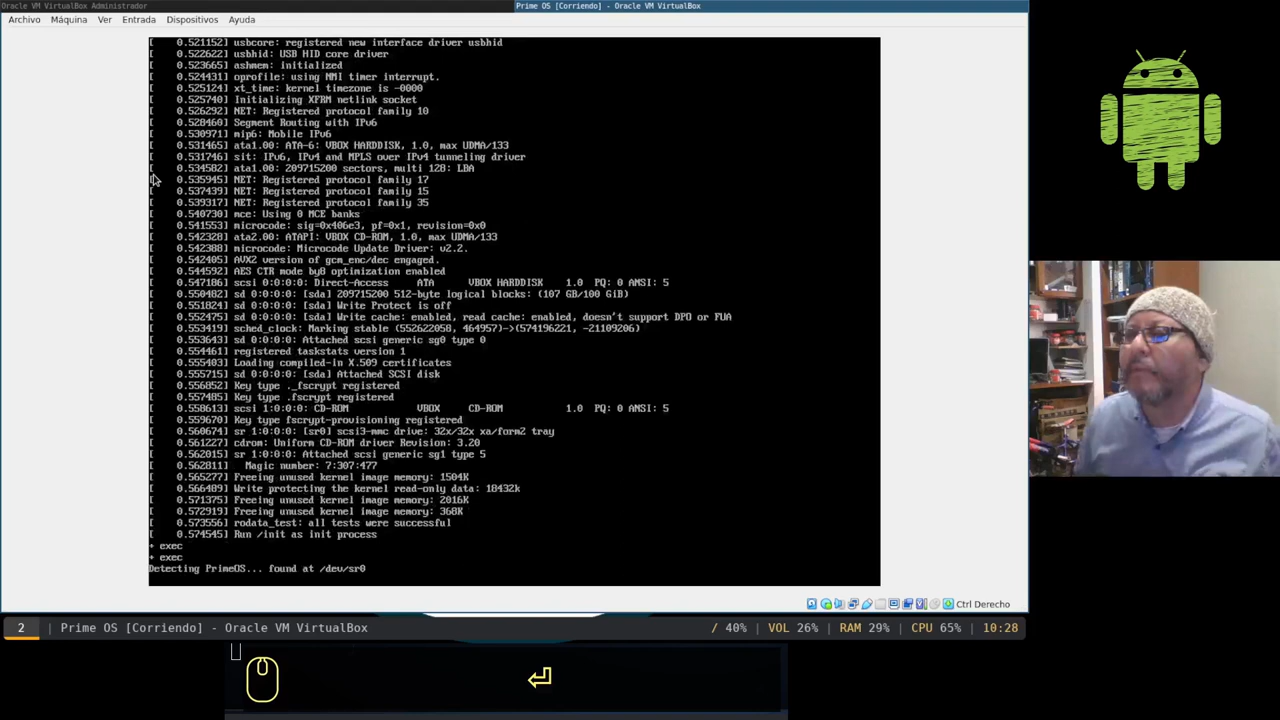 Oracle VM VirtualBox Administrador
Prime OS [Corriendo] - Oracle VM VirtualBox
Archivo Máquina Ver Entrada Dispositivos Ayuda
[ 0.521152] usbcore: registered new interface driver usbhid
[ 0.522622] usbhid: USB HID core driver
[ 0.523665] ashmem: initialized
[ 0.524431] oprofile: using NMI timer interrupt.
[ 0.525124] xt_time: kernel timezone is -0000
[ 0.525740] Initializing XFRM netlink socket
[ 0.526292] NET: Registered protocol family 10
[ 0.528460] Segment Routing with IPv6
[ 0.530971] mip6: Mobile IPv6
[ 0.531465] ata1.00: ATA-6: VBOX HARDDISK, 1.0, max UDMA/133
[ 0.531746] sit: IPv6, IPv4 and MPLS over IPv4 tunneling driver
[ 0.534582] ata1.00: 209715200 sectors, multi 128: LBA
[ 0.535945] NET: Registered protocol family 17
[ 0.537439] NET: Registered protocol family 15
[ 0.539317] NET: Registered protocol family 35
[ 0.540730] mce: Using 0 MCE banks
[ 0.541553] microcode: sig=0x406e3, pf=0x1, revision=0x0
[ 0.542328] ata2.00: ATAPI: VBOX CD-ROM, 1.0, max UDMA/133
[ 0.542388] microcode: Microcode Update Driver: v2.2.
[ 0.542405] AVX2 version of gcm_enc/dec engaged.
[ 0.544592] AES CTR mode by8 optimization enabled
[ 0.547186] scsi 0:0:0:0: Direct-Access ATA VBOX HARDDISK 1.0 PQ: 0 ANSI: 5
[ 0.550482] sd 0:0:0:0: [sda] 209715200 512-byte logical blocks: (107 GB/100 GiB)
[ 0.551824] sd 0:0:0:0: [sda] Write Protect is off
[ 0.552475] sd 0:0:0:0: [sda] Write cache: enabled, read cache: enabled, doesn't support DPO or FUA
[ 0.553419] sched_clock: Marking stable (552622058, 464957)->(574196221, -21109206)
[ 0.553643] sd 0:0:0:0: Attached scsi generic sg0 type 0
[ 0.554461] registered taskstats version 1
[ 0.555403] Loading compiled-in X.509 certificates
[ 0.555715] sd 0:0:0:0: [sda] Attached SCSI disk
[ 0.556852] Key type ._fscrypt registered
[ 0.557485] Key type .fscrypt registered
[ 0.558613] scsi 1:0:0:0: CD-ROM VBOX CD-ROM 1.0 PQ: 0 ANSI: 5
[ 0.559670] Key type fscrypt-provisioning registered
[ 0.560674] sr 1:0:0:0: [sr0] scsi3-mmc drive: 32x/32x xa/form2 tray
[ 0.561227] cdrom: Uniform CD-ROM driver Revision: 3.20
[ 0.562015] sr 1:0:0:0: Attached scsi generic sg1 type 5
[ 0.562811] Magic number: 7:307:477
[ 0.565277] Freeing unused kernel image memory: 1504K
[ 0.566489] Write protecting the kernel read-only data: 18432k
[ 0.571375] Freeing unused kernel image memory: 2016K
[ 0.572919] Freeing unused kernel image memory: 368K
[ 0.573556] rodata_test: all tests were successful
[ 0.574545] Run /init as init process
+ exec
+ exec
Detecting PrimeOS... found at /dev/sr0
Ctrl Derecho
2 | Prime OS [Corriendo] - Oracle VM VirtualBox / 40% | VOL 26% | RAM 29% | CPU 65% | 10:28